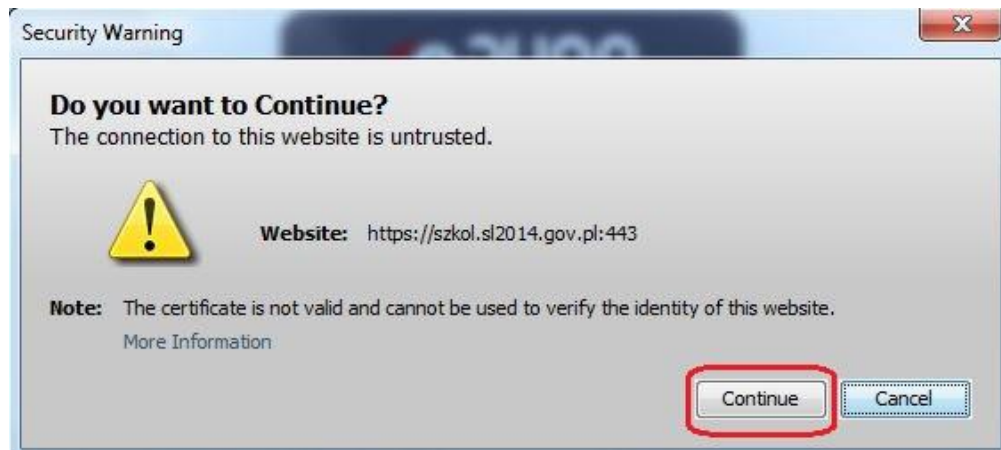 Security Warning
Do you want to Continue?
The connection to this website is untrusted.
Website: https://szkol.sl2014.gov.pl:443
Note: The certificate is not valid and cannot be used to verify the identity of this website.
More Information
Continue Cancel